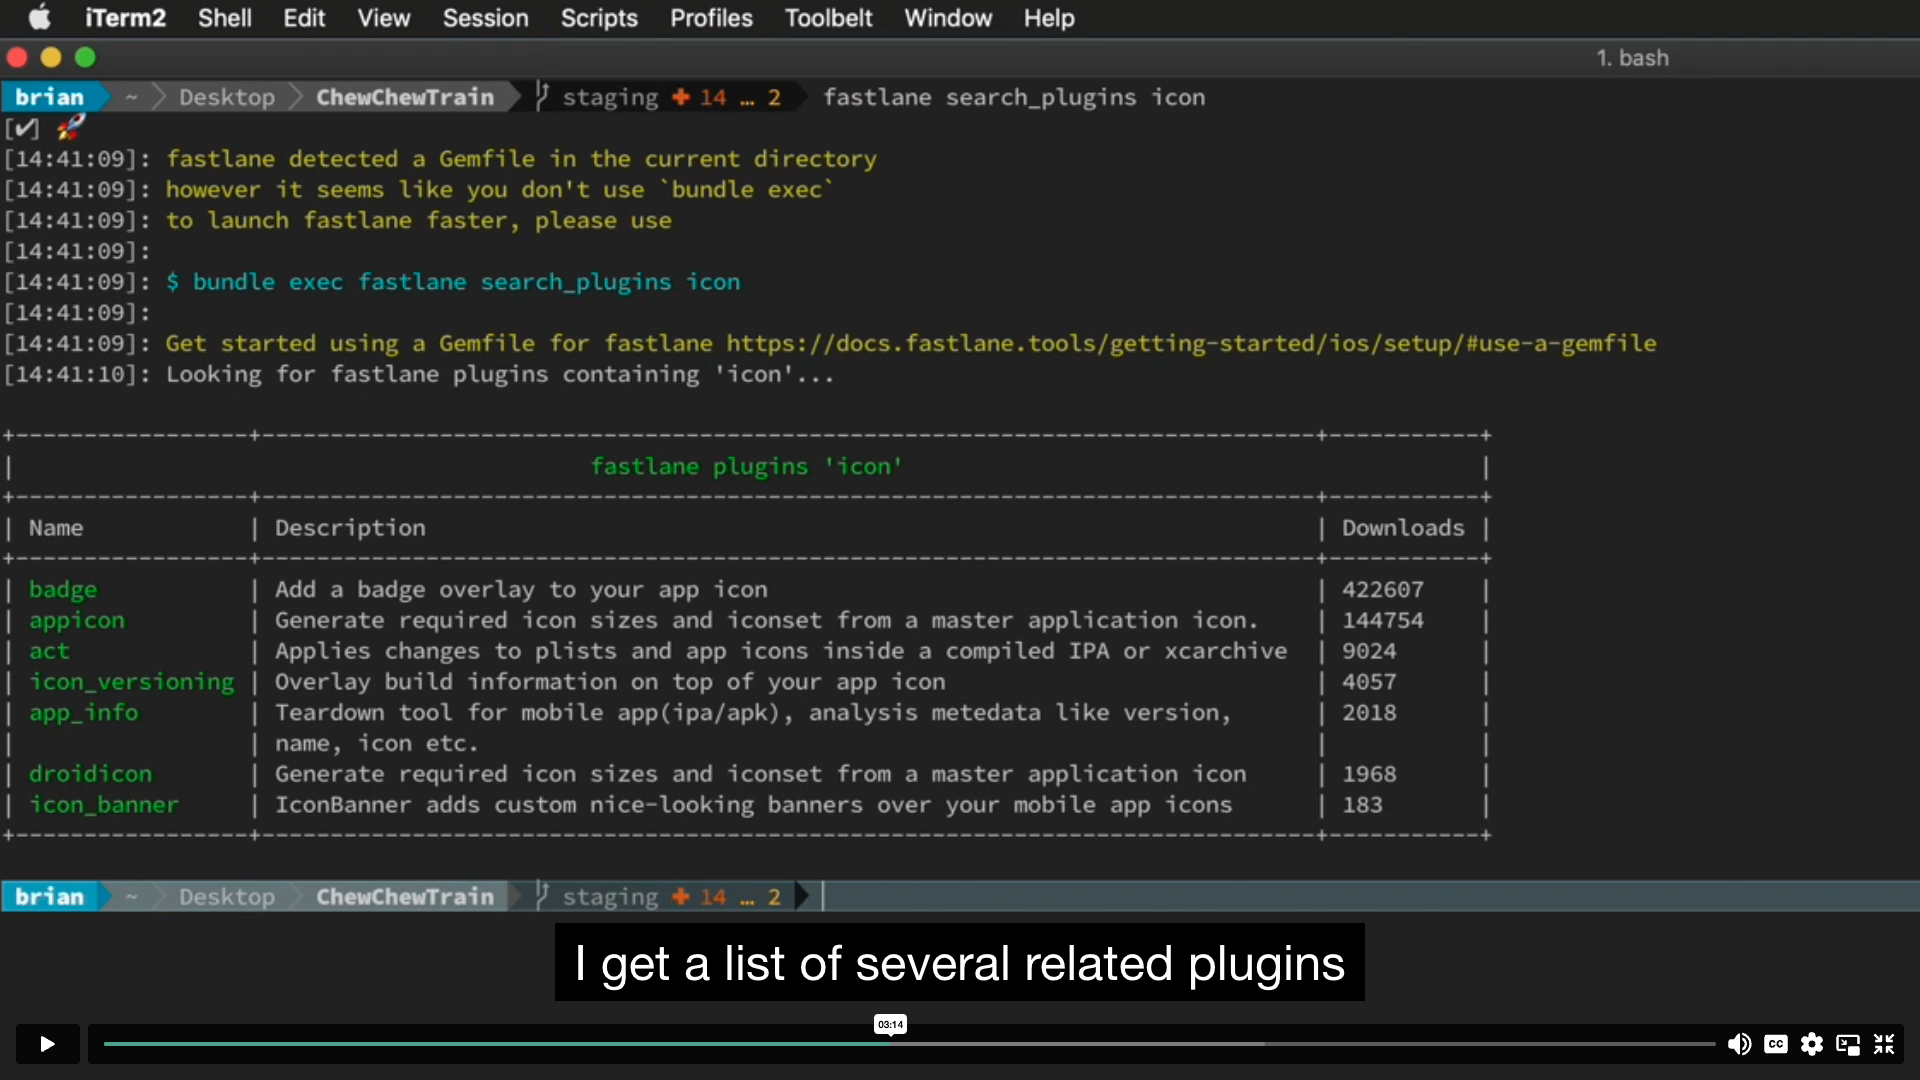 iTerm2 Shell Edit View Session Scripts Profiles Toolbelt Window Help
1. bash
brian ~ Desktop ChewChewTrain staging ✚ 14 … 2 fastlane search_plugins icon
[✔] 🚀
[14:41:09]: fastlane detected a Gemfile in the current directory
[14:41:09]: however it seems like you don't use `bundle exec`
[14:41:09]: to launch fastlane faster, please use
[14:41:09]:
[14:41:09]: $ bundle exec fastlane search_plugins icon
[14:41:09]:
[14:41:09]: Get started using a Gemfile for fastlane https://docs.fastlane.tools/getting-started/ios/setup/#use-a-gemfile
[14:41:10]: Looking for fastlane plugins containing 'icon'...
fastlane plugins 'icon'
| Name | Description | Downloads |
| badge | Add a badge overlay to your app icon | 422607 |
| appicon | Generate required icon sizes and iconset from a master application icon. | 144754 |
| act | Applies changes to plists and app icons inside a compiled IPA or xcarchive | 9024 |
| icon_versioning | Overlay build information on top of your app icon | 4057 |
| app_info | Teardown tool for mobile app(ipa/apk), analysis metedata like version, | 2018 |
| | name, icon etc. | |
| droidicon | Generate required icon sizes and iconset from a master application icon | 1968 |
| icon_banner | IconBanner adds custom nice-looking banners over your mobile app icons | 183 |
brian ~ Desktop ChewChewTrain staging ✚ 14 … 2
I get a list of several related plugins
03:14
CC